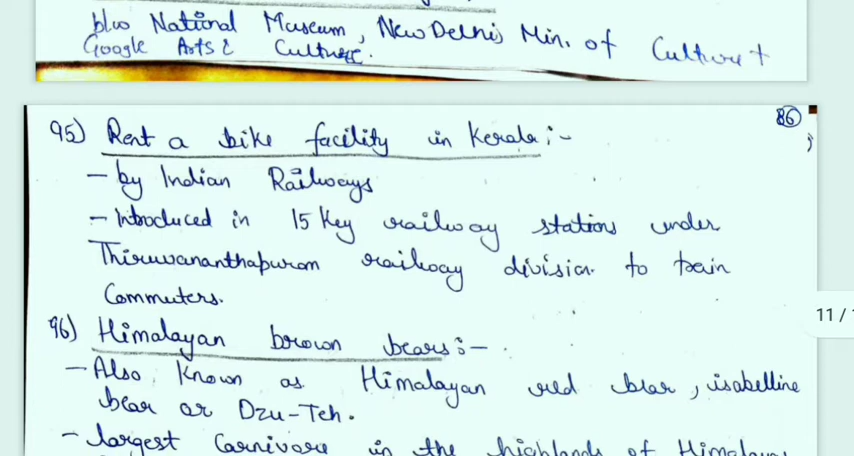 b/w National Museum, New Delhi, Min. of Culture +
Google Arts & Culture.
86
95) Rent a bike facility in Kerala :-
- by Indian Railways
- Introduced in 15 key railway stations under
Thiruvananthapuram railway division to train
Commuters.
11 / 1
96) Himalayan brown bears :-
- Also known as Himalayan red bear, isabelline
bear or Dzu-Teh.
- largest Carnivore in the highlands of Himalayas